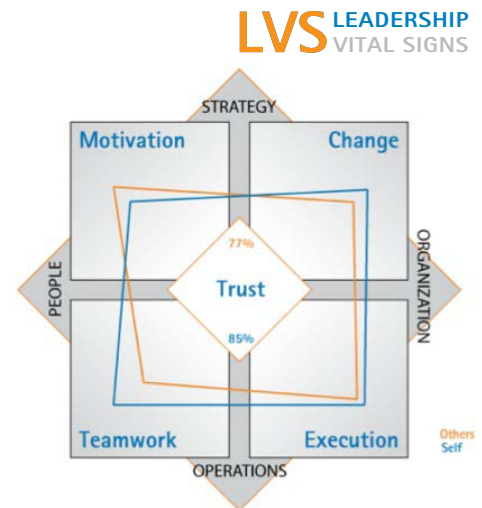 LVS LEADERSHIP
VITAL SIGNS
STRATEGY
Motivation
Change
77%
PEOPLE
Trust
ORGANIZATION
85%
Teamwork
Execution
Others
Self
OPERATIONS